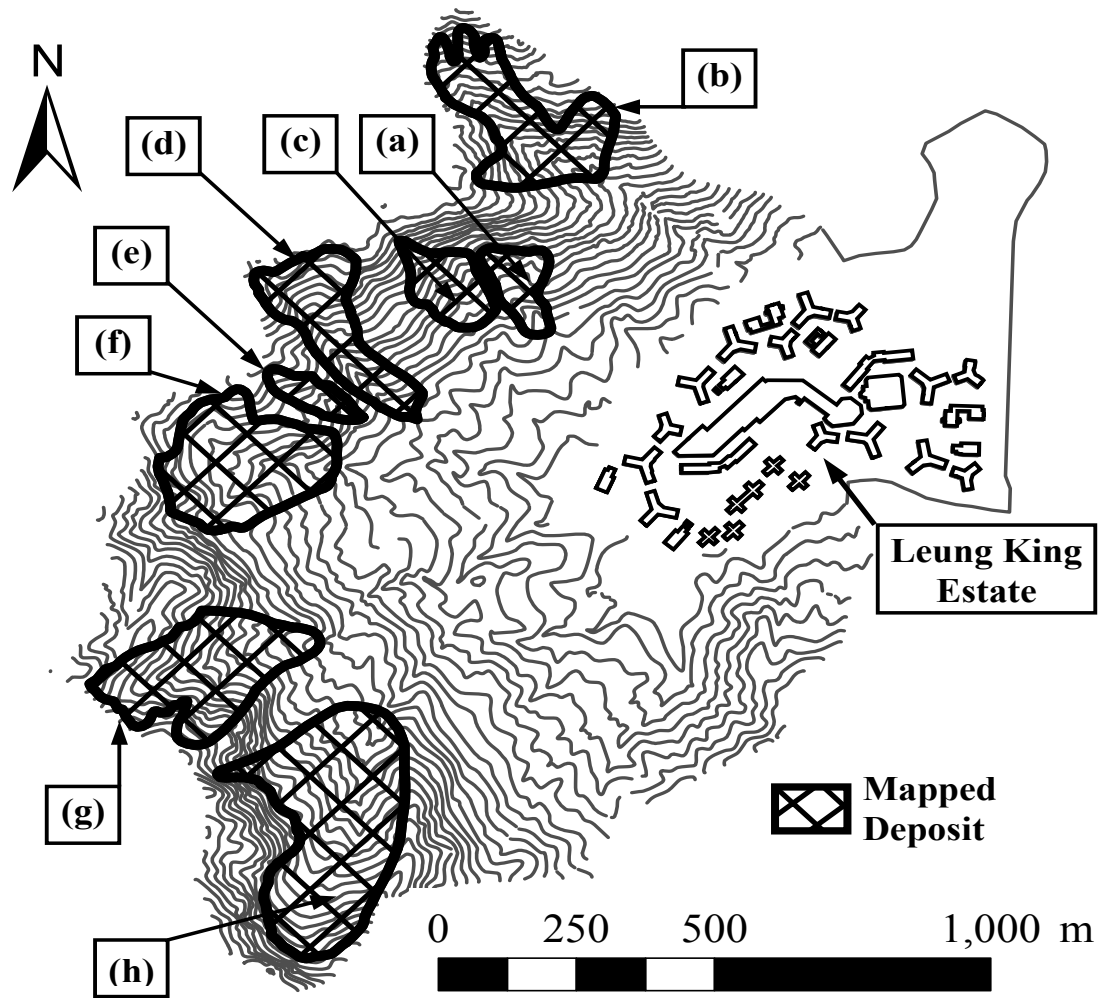 N
(b)
(d)
(c)
(a)
(e)
(f)
Leung King
Estate
Mapped
Deposit
(g)
(h)
0 250 500 1,000 m